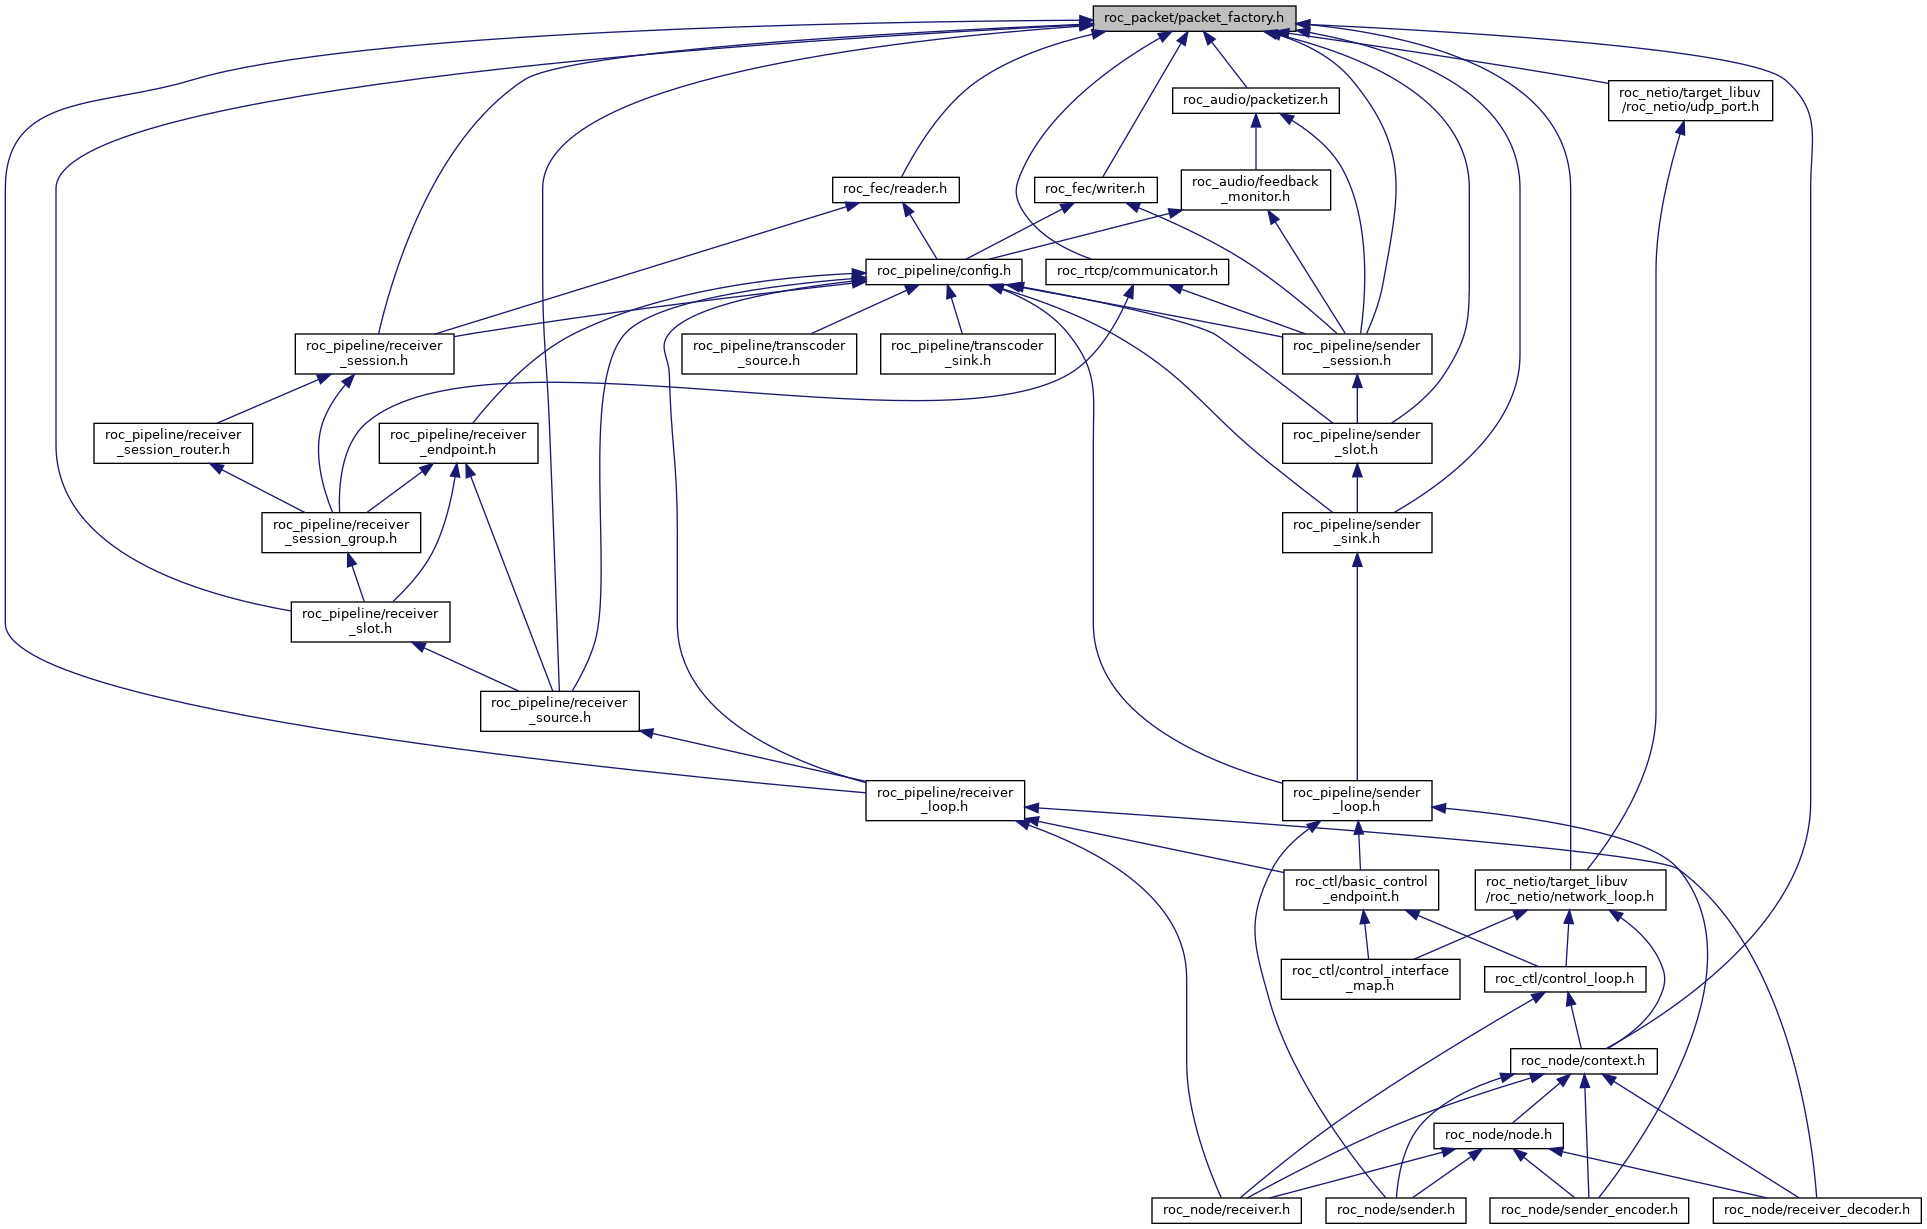 roc_packet/packet_factory.h
roc_netio/target_libuv
/roc_netio/udp_port.h
roc_audio/packetizer.h
roc_fec/reader.h
roc_fec/writer.h
roc_audio/feedback
_monitor.h
roc_pipeline/config.h
roc_rtcp/communicator.h
roc_pipeline/receiver
_session.h
roc_pipeline/transcoder
_source.h
roc_pipeline/transcoder
_sink.h
roc_pipeline/sender
_session.h
roc_pipeline/receiver
_session_router.h
roc_pipeline/receiver
_endpoint.h
roc_pipeline/sender
_slot.h
roc_pipeline/receiver
_session_group.h
roc_pipeline/sender
_sink.h
roc_pipeline/receiver
_slot.h
roc_pipeline/receiver
_source.h
roc_pipeline/receiver
_loop.h
roc_pipeline/sender
_loop.h
roc_ctl/basic_control
_endpoint.h
roc_netio/target_libuv
/roc_netio/network_loop.h
roc_ctl/control_interface
_map.h
roc_ctl/control_loop.h
roc_node/context.h
roc_node/node.h
roc_node/receiver.h
roc_node/sender.h
roc_node/sender_encoder.h
roc_node/receiver_decoder.h